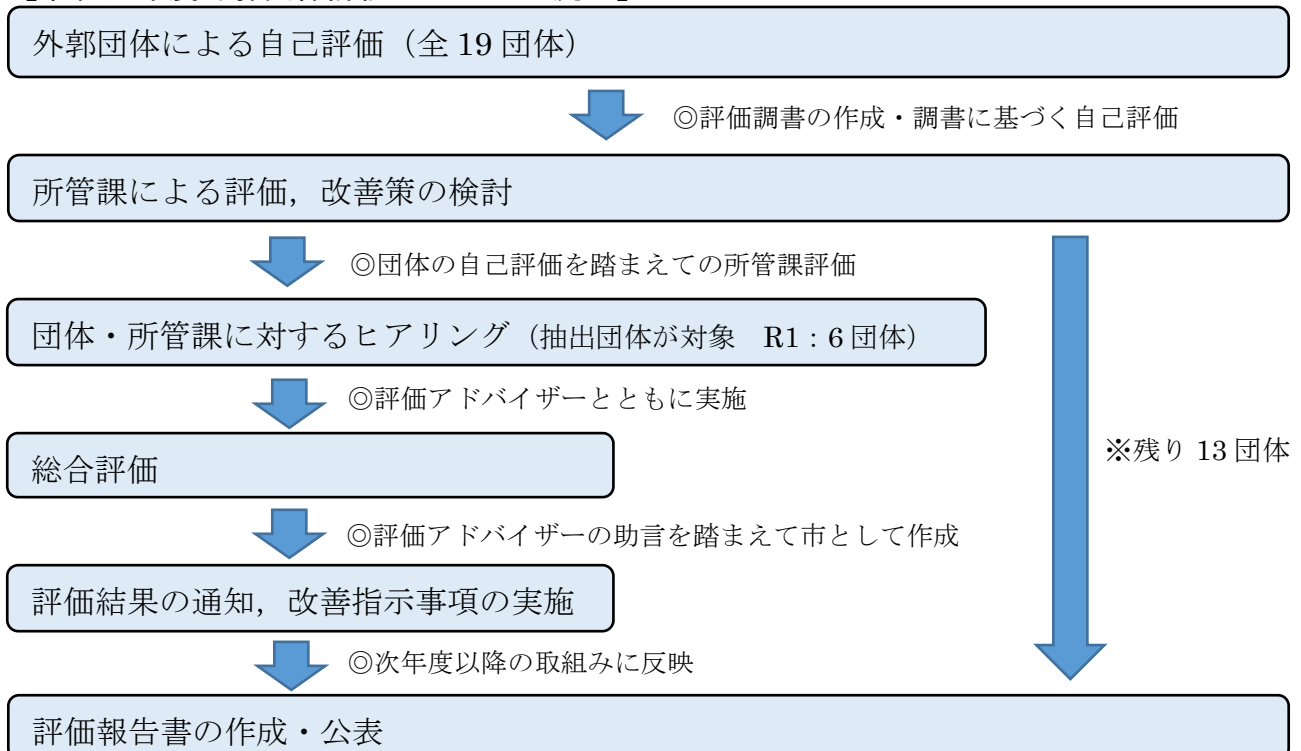 外郭団体による自己評価（全 19 団体）
◎評価調書の作成・調書に基づく自己評価
所管課による評価，改善策の検討
◎団体の自己評価を踏まえての所管課評価
団体・所管課に対するヒアリング（抽出団体が対象　R1：6 団体）
◎評価アドバイザーとともに実施
※残り 13 団体
総合評価
◎評価アドバイザーの助言を踏まえて市として作成
評価結果の通知，改善指示事項の実施
◎次年度以降の取組みに反映
評価報告書の作成・公表